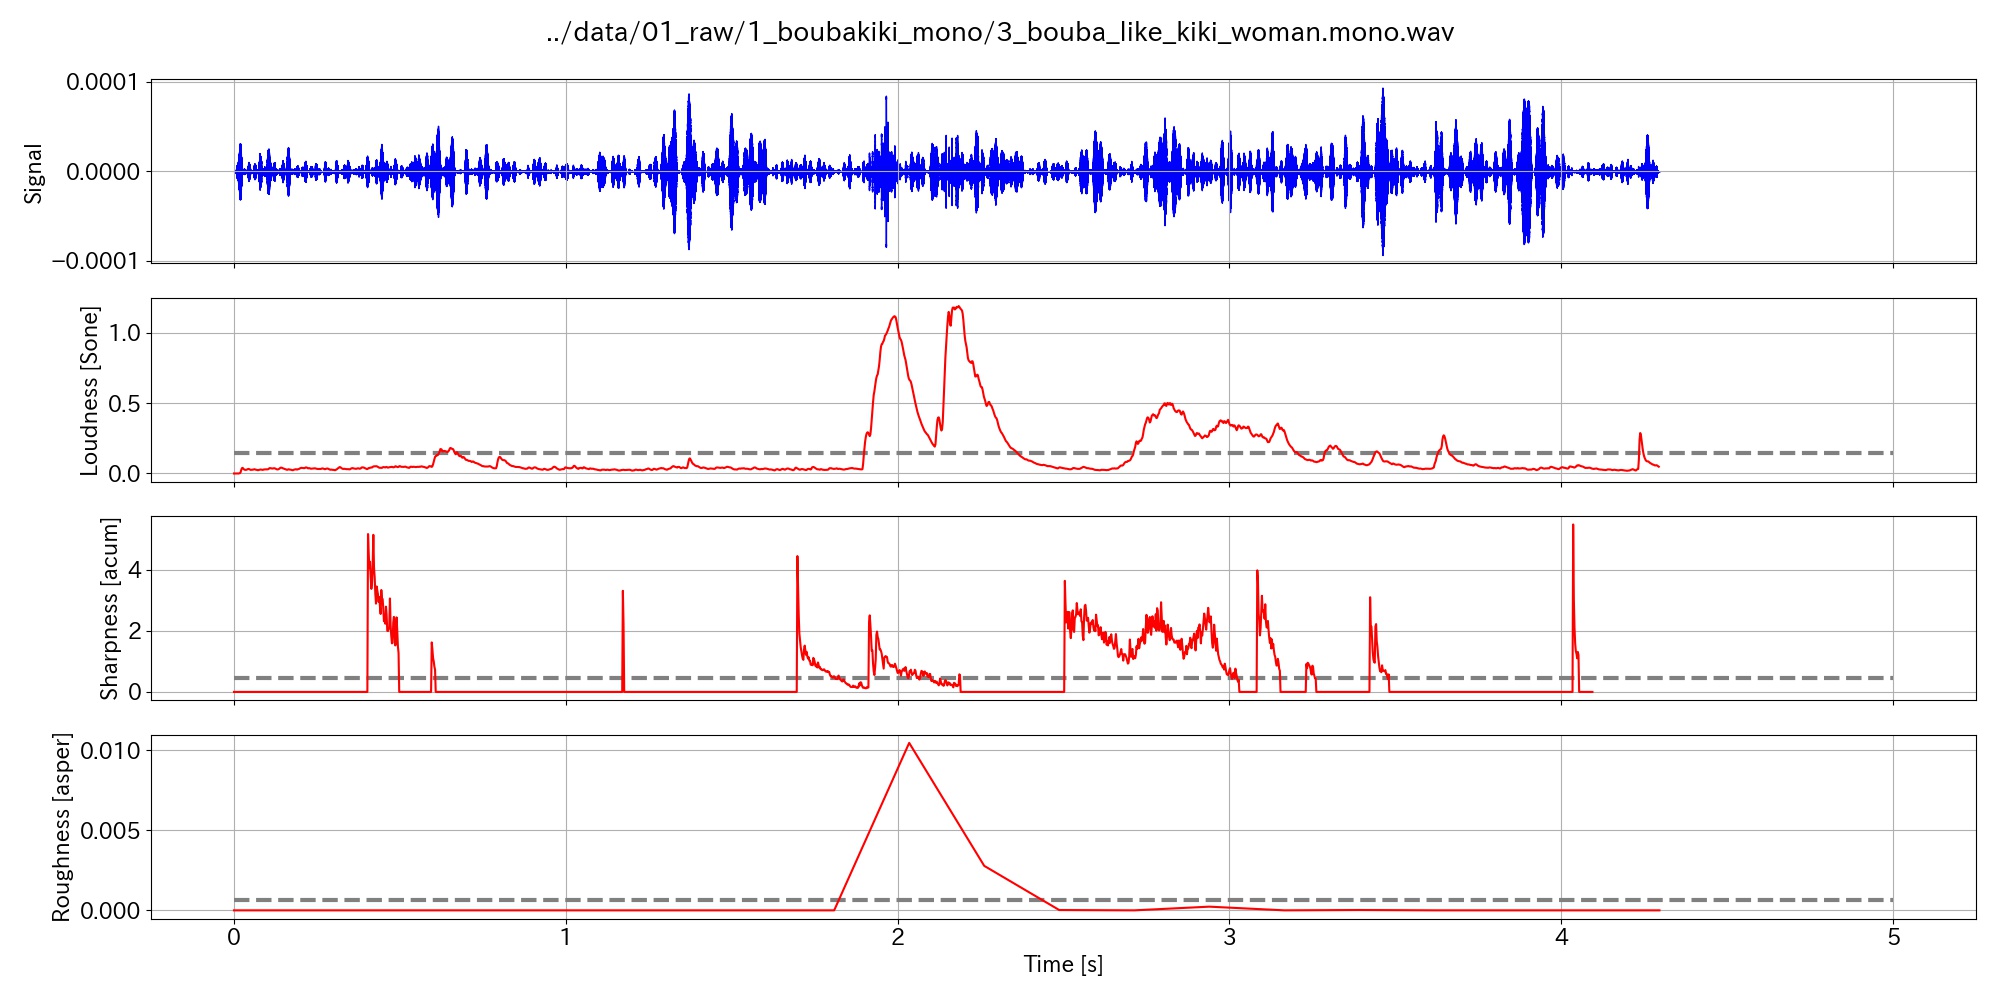 ../data/01_raw/1_boubakiki_mono/3_bouba_like_kiki_woman.mono.wav
Signal
0.0001
0.0000
−0.0001
Loudness [Sone]
1.0
0.5
0.0
Sharpness [acum]
4
2
0
Roughness [asper]
0.010
0.005
0.000
0 1 2 3 4 5
Time [s]